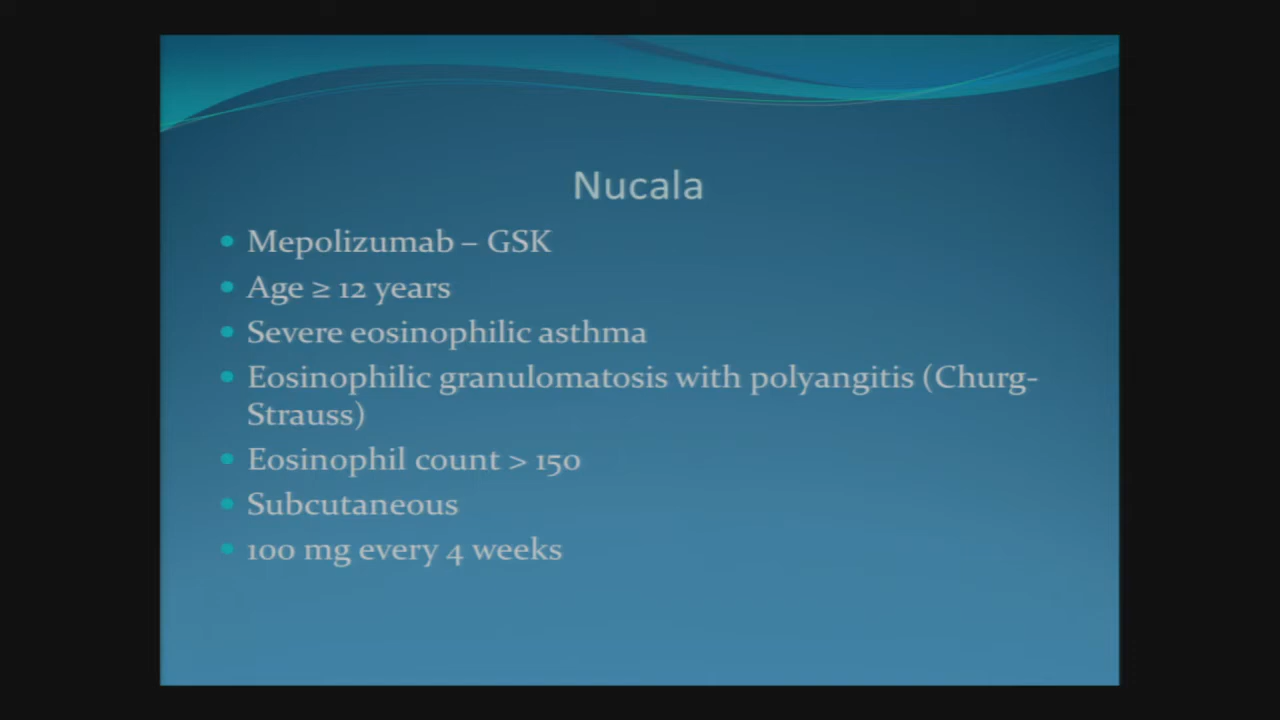 Nucala
• Mepolizumab – GSK
• Age ≥ 12 years
• Severe eosinophilic asthma
• Eosinophilic granulomatosis with polyangitis (Churg-
Strauss)
• Eosinophil count > 150
• Subcutaneous
• 100 mg every 4 weeks